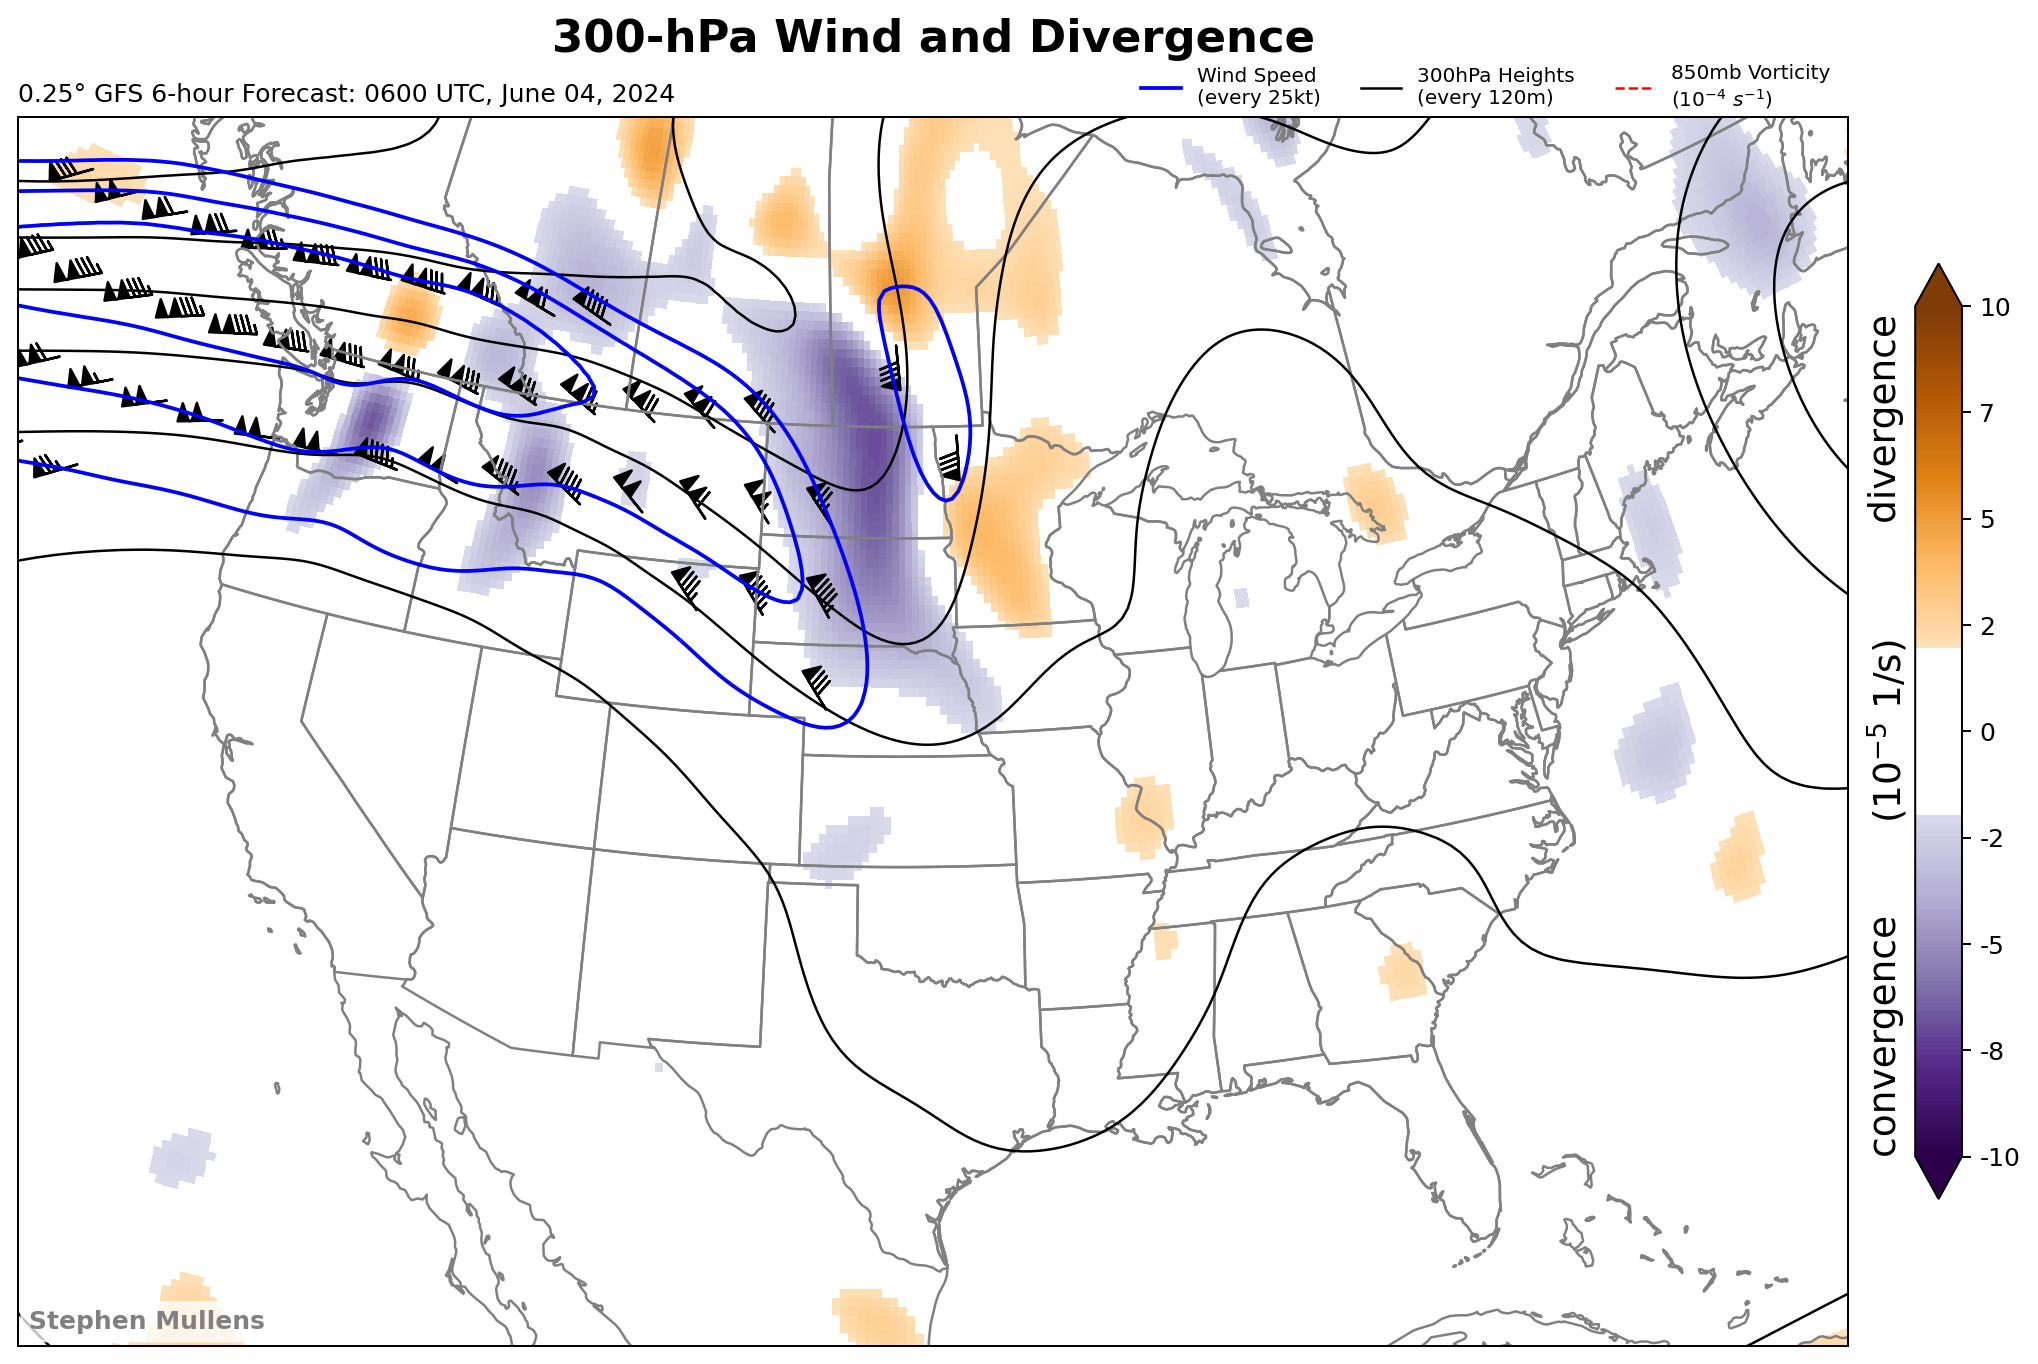 300-hPa Wind and Divergence
0.25° GFS 6-hour Forecast: 0600 UTC, June 04, 2024
Wind Speed
(every 25kt)
300hPa Heights
(every 120m)
850mb Vorticity
(10⁻⁴ s⁻¹)
10
7
5
2
0
-2
-5
-8
-10
convergence (10⁻⁵ 1/s) divergence
Stephen Mullens